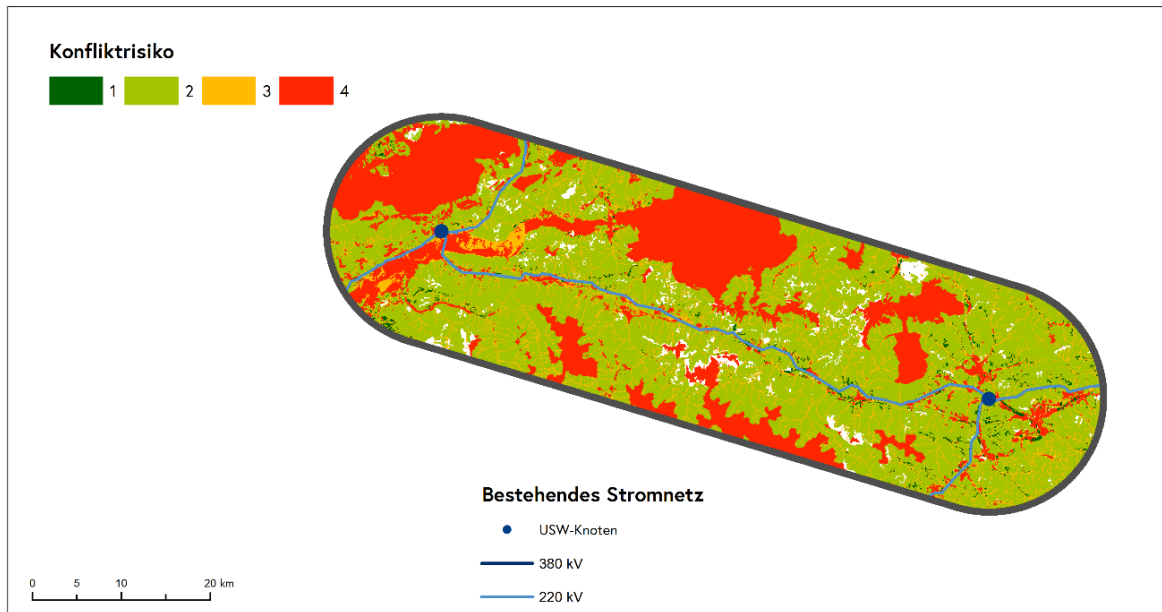 Konfliktrisiko
1 2 3 4
Bestehendes Stromnetz
USW-Knoten
380 kV
220 kV
0 5 10 20 km